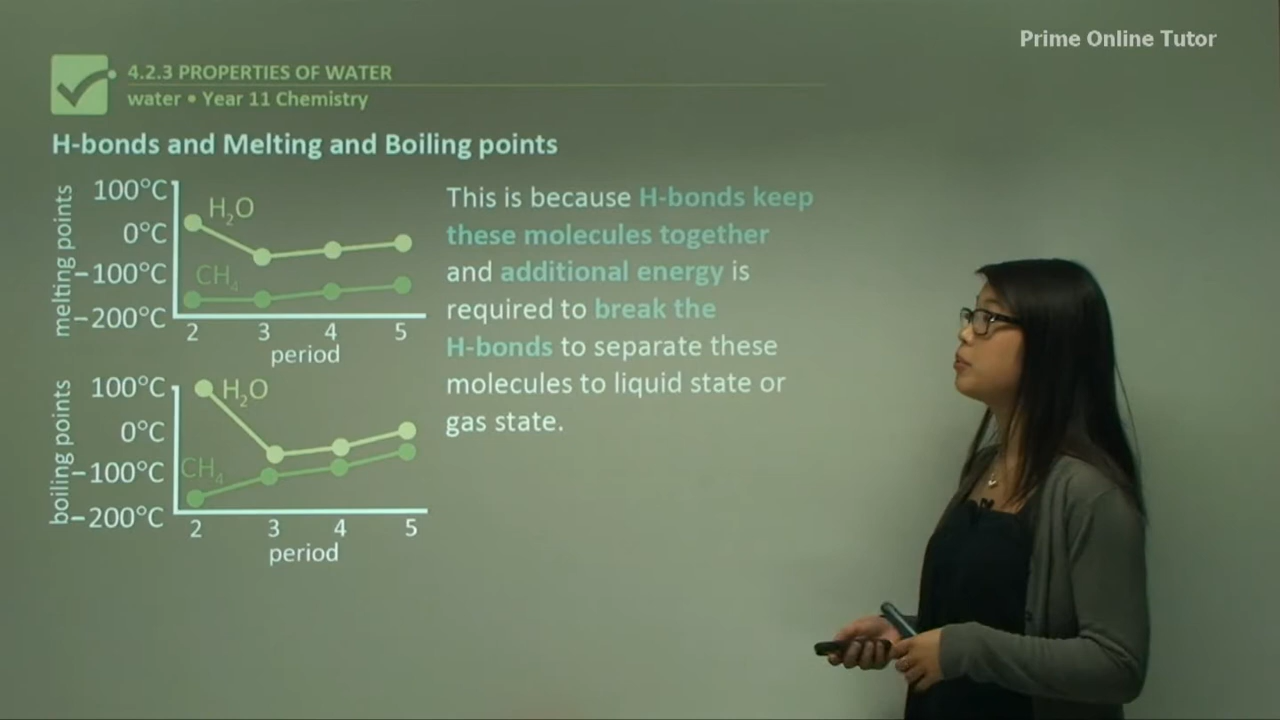 Prime Online Tutor
4.2.3 PROPERTIES OF WATER
water • Year 11 Chemistry
H-bonds and Melting and Boiling points
melting points
100°C
0°C
−100°C
−200°C
H₂O
CH₄
2 3 4 5
period
boiling points
100°C
0°C
−100°C
−200°C
H₂O
CH₄
2 3 4 5
period
This is because H-bonds keep
these molecules together
and additional energy is
required to break the
H-bonds to separate these
molecules to liquid state or
gas state.